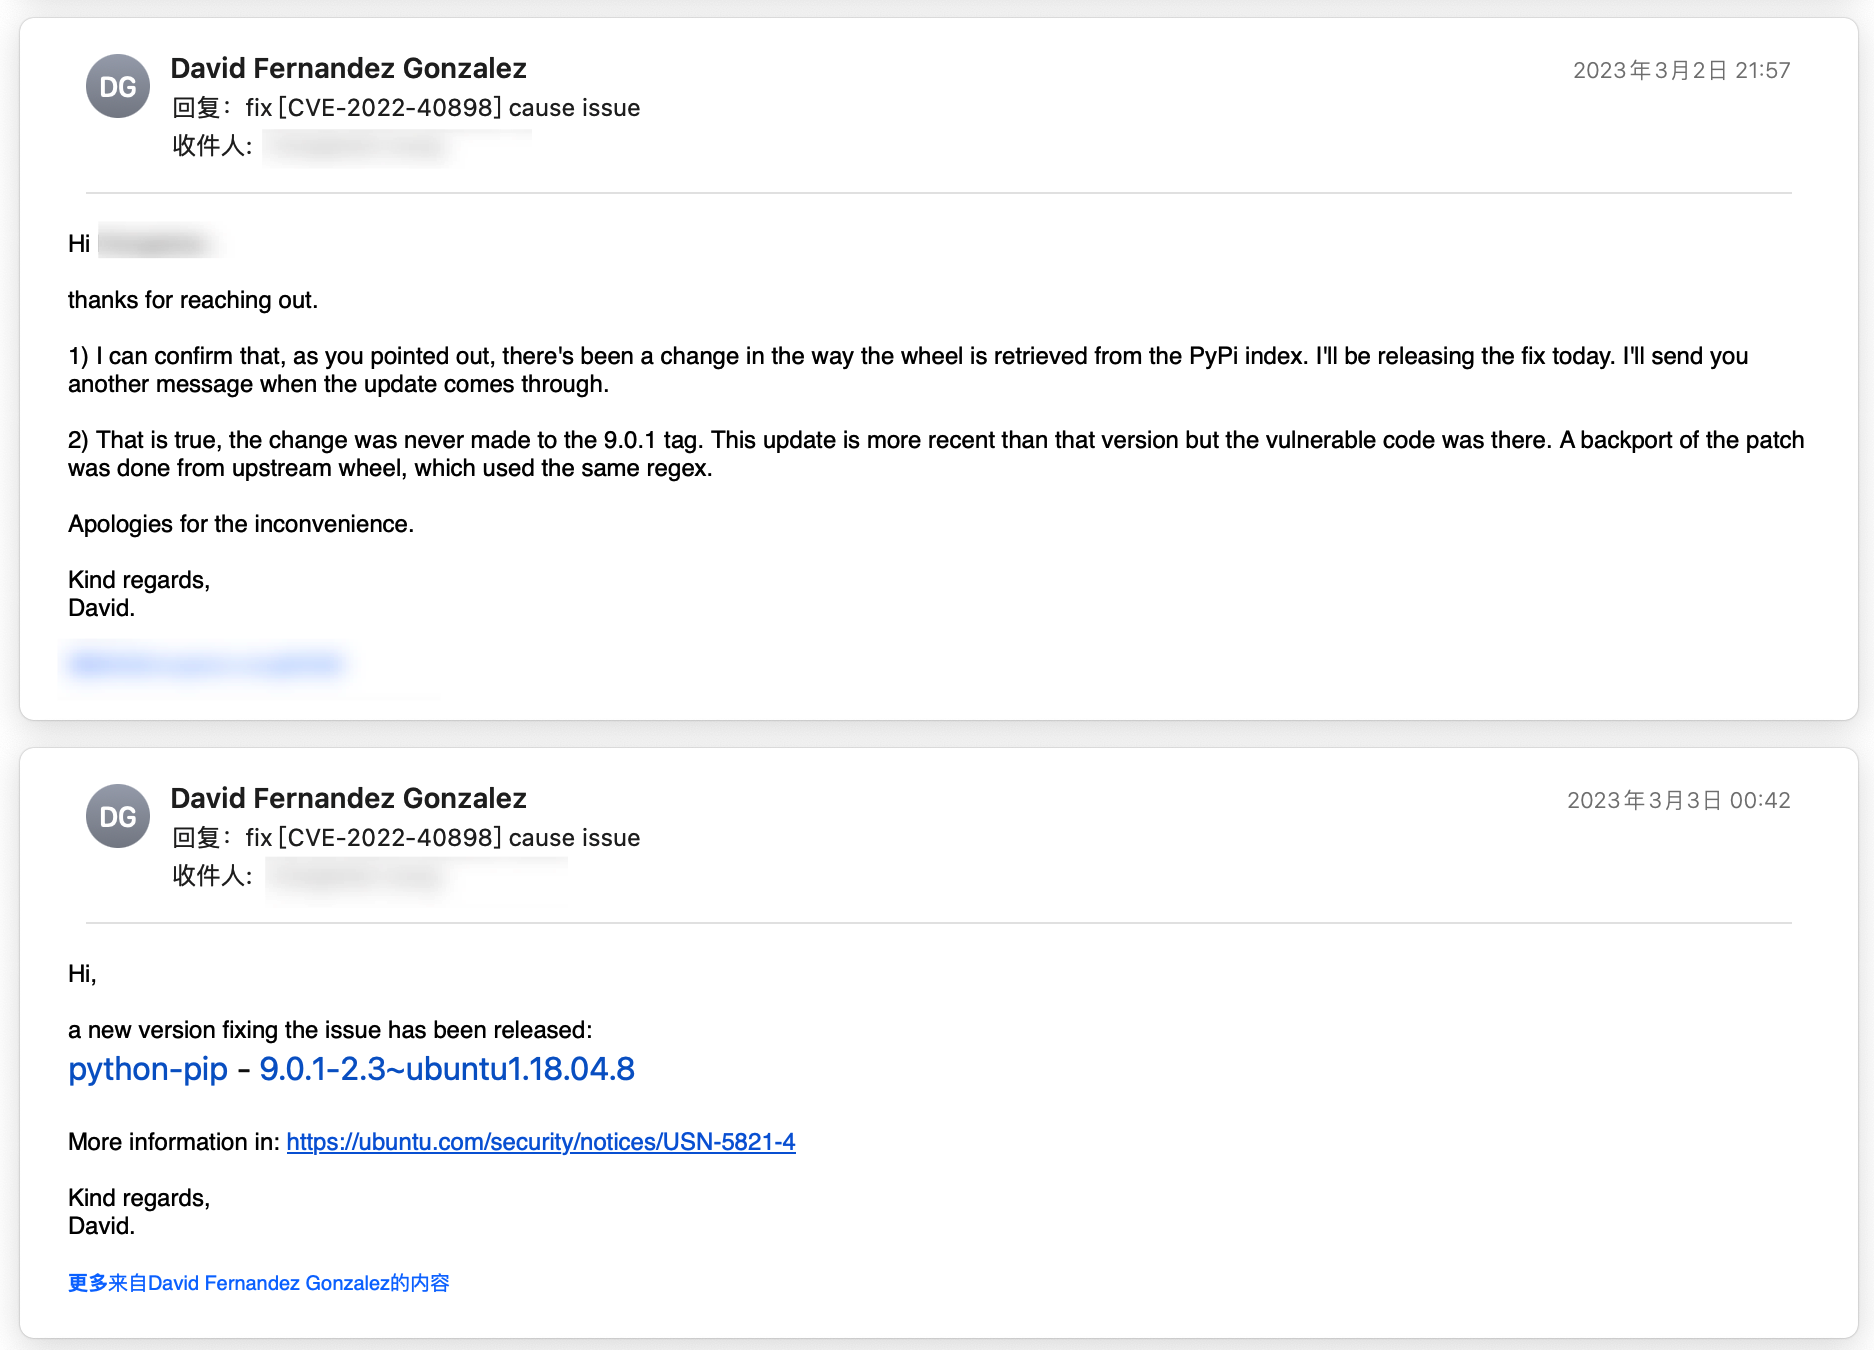 DG
David Fernandez Gonzalez
2023年3月2日 21:57
回复：fix [CVE-2022-40898] cause issue
收件人:
Hi
thanks for reaching out.
1) I can confirm that, as you pointed out, there's been a change in the way the wheel is retrieved from the PyPi index. I'll be releasing the fix today. I'll send you
another message when the update comes through.
2) That is true, the change was never made to the 9.0.1 tag. This update is more recent than that version but the vulnerable code was there. A backport of the patch
was done from upstream wheel, which used the same regex.
Apologies for the inconvenience.
Kind regards,
David.
DG
David Fernandez Gonzalez
2023年3月3日 00:42
回复：fix [CVE-2022-40898] cause issue
收件人:
Hi,
a new version fixing the issue has been released:
python-pip - 9.0.1-2.3~ubuntu1.18.04.8
More information in: https://ubuntu.com/security/notices/USN-5821-4
Kind regards,
David.
更多来自David Fernandez Gonzalez的内容